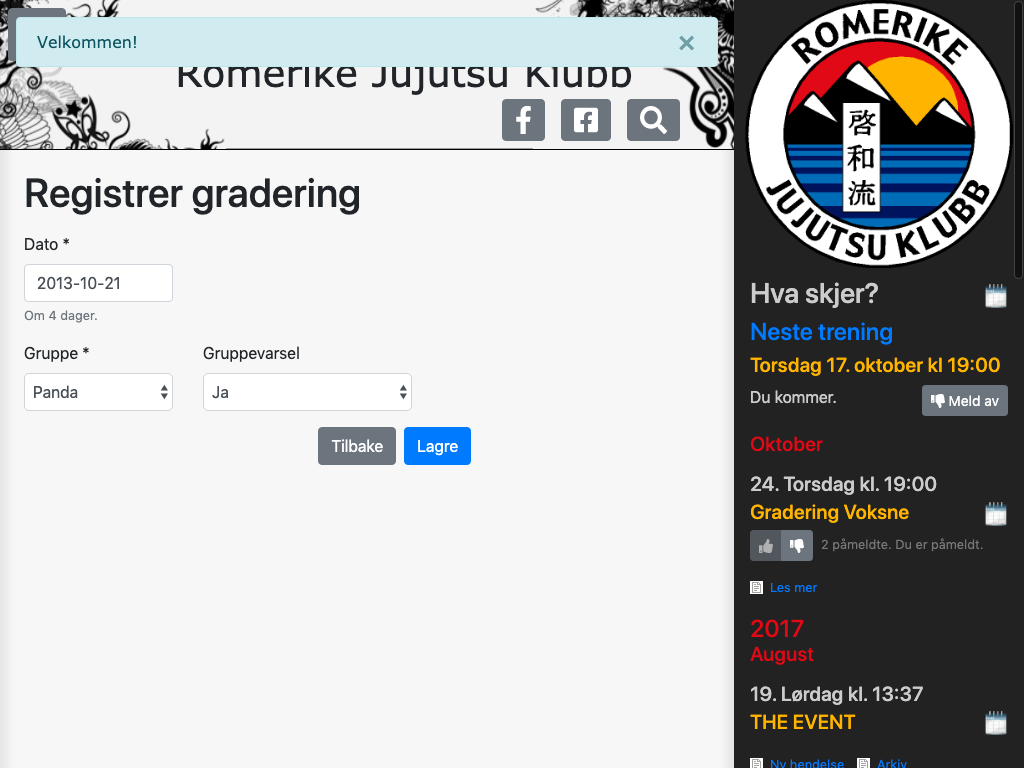 Velkommen!
×
Romerike Jujutsu Klubb
Registrer gradering
Dato *
2013-10-21
Om 4 dager.
Gruppe *
Gruppevarsel
Panda
Ja
Tilbake
Lagre
ROMERIKE
啓和流
JUJUTSU KLUBB
Hva skjer?
Neste trening
Torsdag 17. oktober kl 19:00
Du kommer.
Meld av
Oktober
24. Torsdag kl. 19:00
Gradering Voksne
2 påmeldte. Du er påmeldt.
Les mer
2017
August
19. Lørdag kl. 13:37
THE EVENT
Ny hendelse
Arkiv